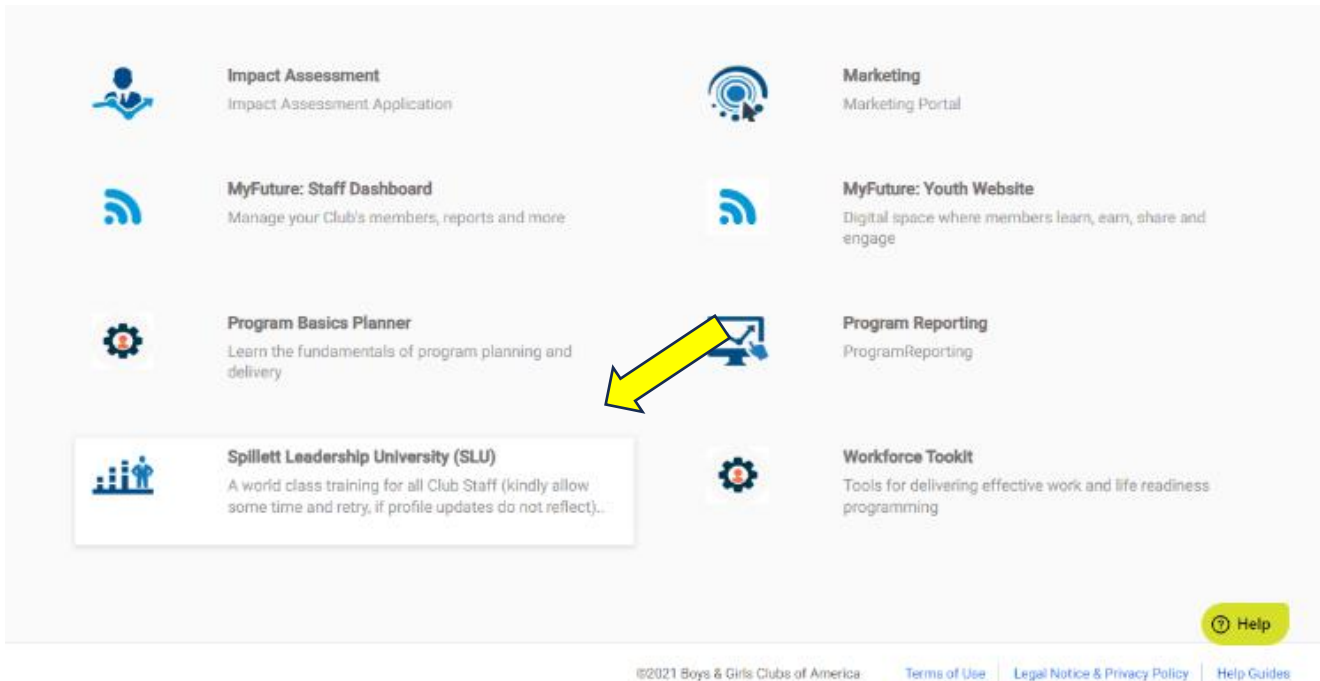 Impact Assessment
Impact Assessment Application
Marketing
Marketing Portal
MyFuture: Staff Dashboard
Manage your Club's members, reports and more
MyFuture: Youth Website
Digital space where members learn, earn, share and
engage
Program Basics Planner
Learn the fundamentals of program planning and
delivery
Program Reporting
ProgramReporting
Spillett Leadership University (SLU)
A world class training for all Club Staff (kindly allow
some time and retry, if profile updates do not reflect)..
Workforce Tookit
Tools for delivering effective work and life readiness
programming
Help
©2021 Boys & Girls Clubs of America Terms of Use | Legal Notice & Privacy Policy | Help Guides